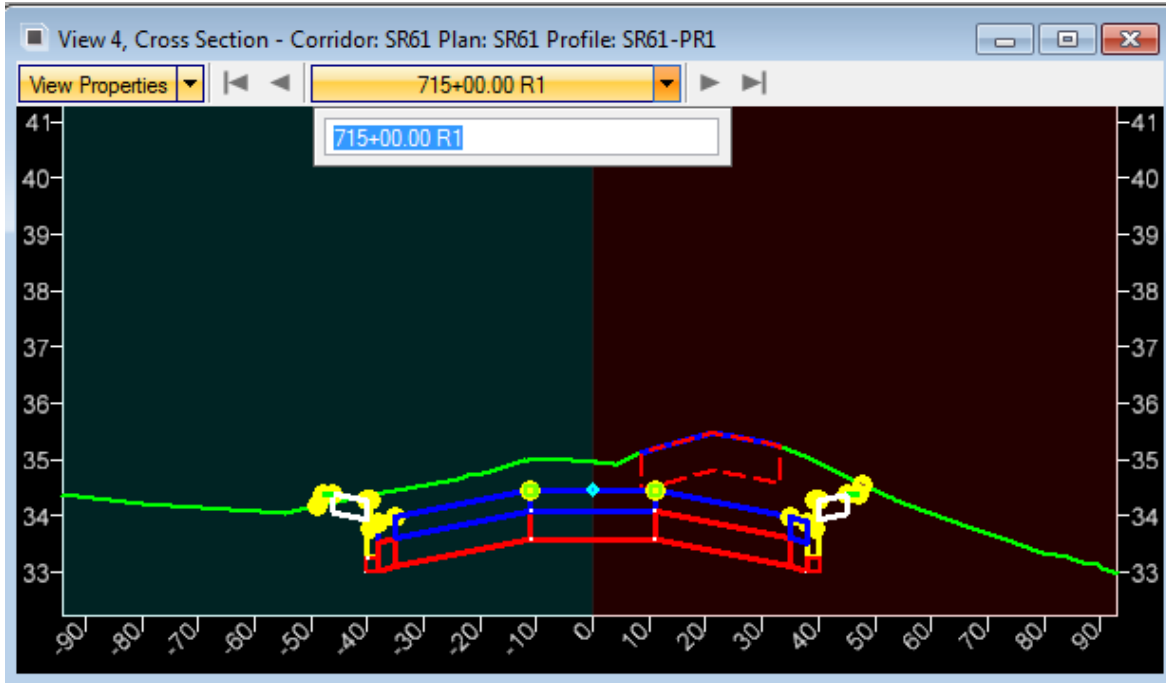 View 4, Cross Section - Corridor: SR61 Plan: SR61 Profile: SR61-PR1
View Properties 715+00.00 R1
715+00.00 R1
41 41
40 40
39 39
38 38
37 37
36 36
35 35
34 34
33 33
-90 -80 -70 -60 -50 -40 -30 -20 -10 0 10 20 30 40 50 60 70 80 90